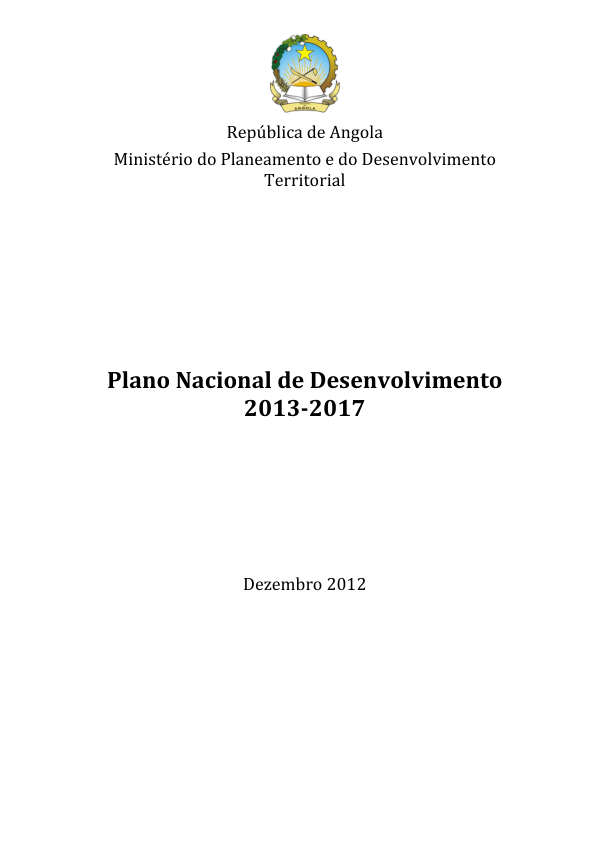 ANGOLA
República de Angola
Ministério do Planeamento e do Desenvolvimento
Territorial
Plano Nacional de Desenvolvimento
2013-2017
Dezembro 2012